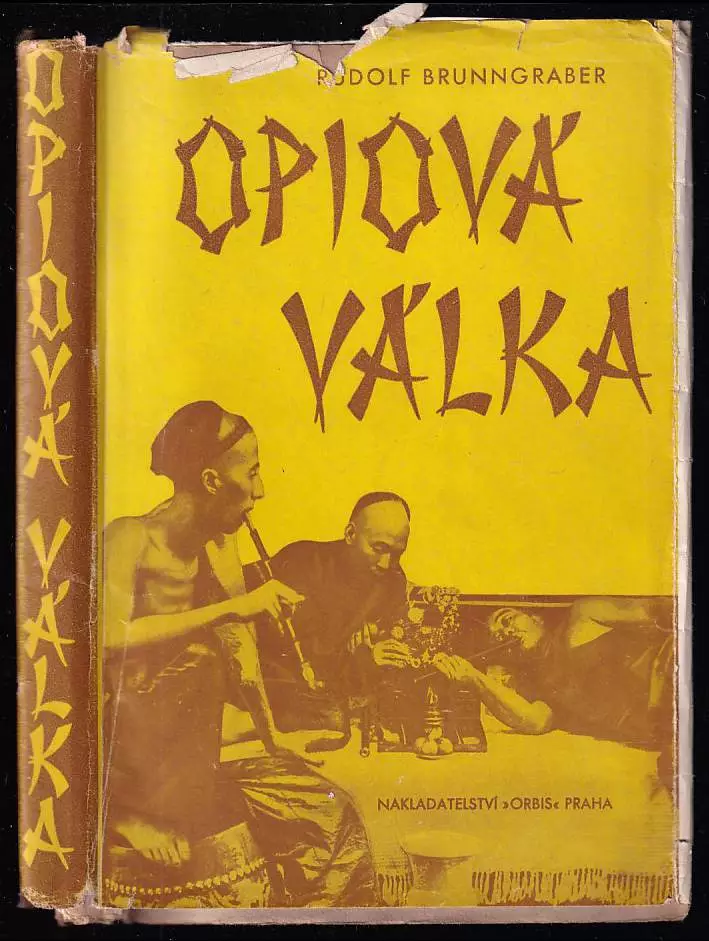 OPIOVÁ VÁLKA
RUDOLF BRUNNGRABER
OPIOVÁ
VÁLKA
NAKLADATELSTVÍ »ORBIS« PRAHA